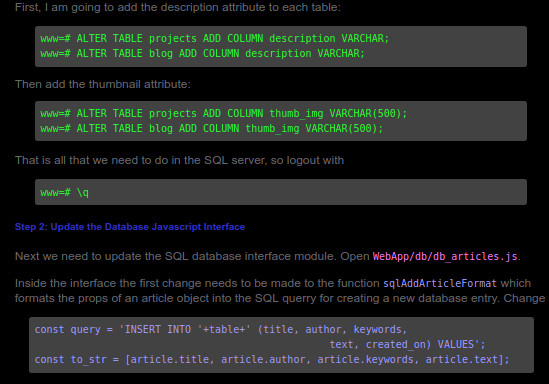 First, I am going to add the description attribute to each table:
www=# ALTER TABLE projects ADD COLUMN description VARCHAR;
www=# ALTER TABLE blog ADD COLUMN description VARCHAR;
Then add the thumbnail attribute:
www=# ALTER TABLE projects ADD COLUMN thumb_img VARCHAR(500);
www=# ALTER TABLE blog ADD COLUMN thumb_img VARCHAR(500);
That is all that we need to do in the SQL server, so logout with
www=# \q
Step 2: Update the Database Javascript Interface
Next we need to update the SQL database interface module. Open WebApp/db/db_articles.js.
Inside the interface the first change needs to be made to the function sqlAddArticleFormat which
formats the props of an article object into the SQL querry for creating a new database entry. Change
const query = 'INSERT INTO '+table+' (title, author, keywords,
text, created_on) VALUES';
const to_str = [article.title, article.author, article.keywords, article.text];